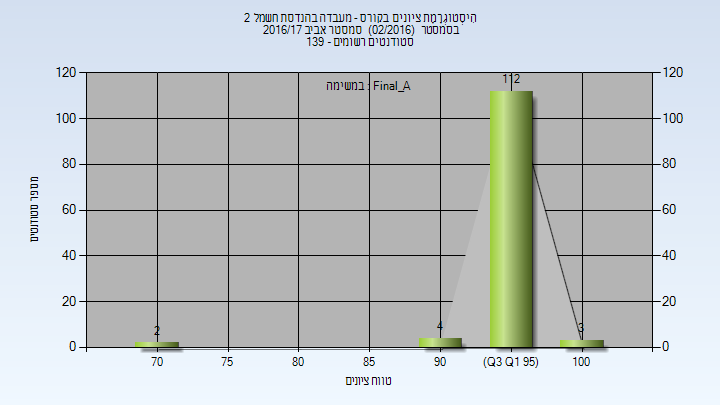 היסטוגרמת ציונים בקורס - מעבדה בהנדסת חשמל 2
בסמסטר (02/2016) סמסטר אביב 2016/17
סטודנטים רשומים - 139
במשימה : Final_A
120 120
100 100
80 80
60 60
40 40
20 20
0 0
מספר סטודנטים
2
4
112
3
70 75 80 85 90 (Q3 Q1 95) 100
טווח ציונים